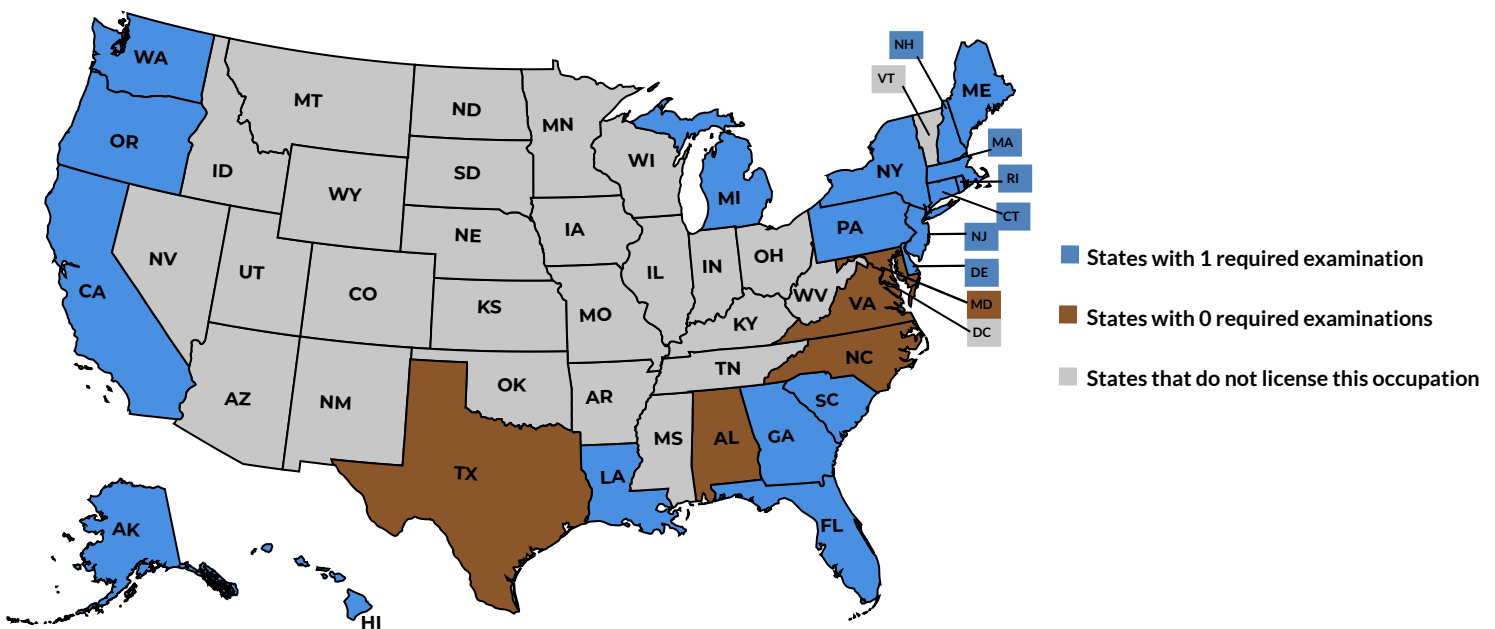 NH
WA
VT
ME
MT
ND
MN
OR
MA
WI
NY
ID
SD
RI
WY
MI
CT
PA
NE
IA
NJ
NV
UT
IL
IN
OH
States with 1 required examination
DE
CA
CO
WV
VA
MD
KS
MO
KY
States with 0 required examinations
DC
NC
TN
OK
States that do not license this occupation
AZ
NM
AR
SC
MS
AL
GA
TX
LA
AK
FL
HI